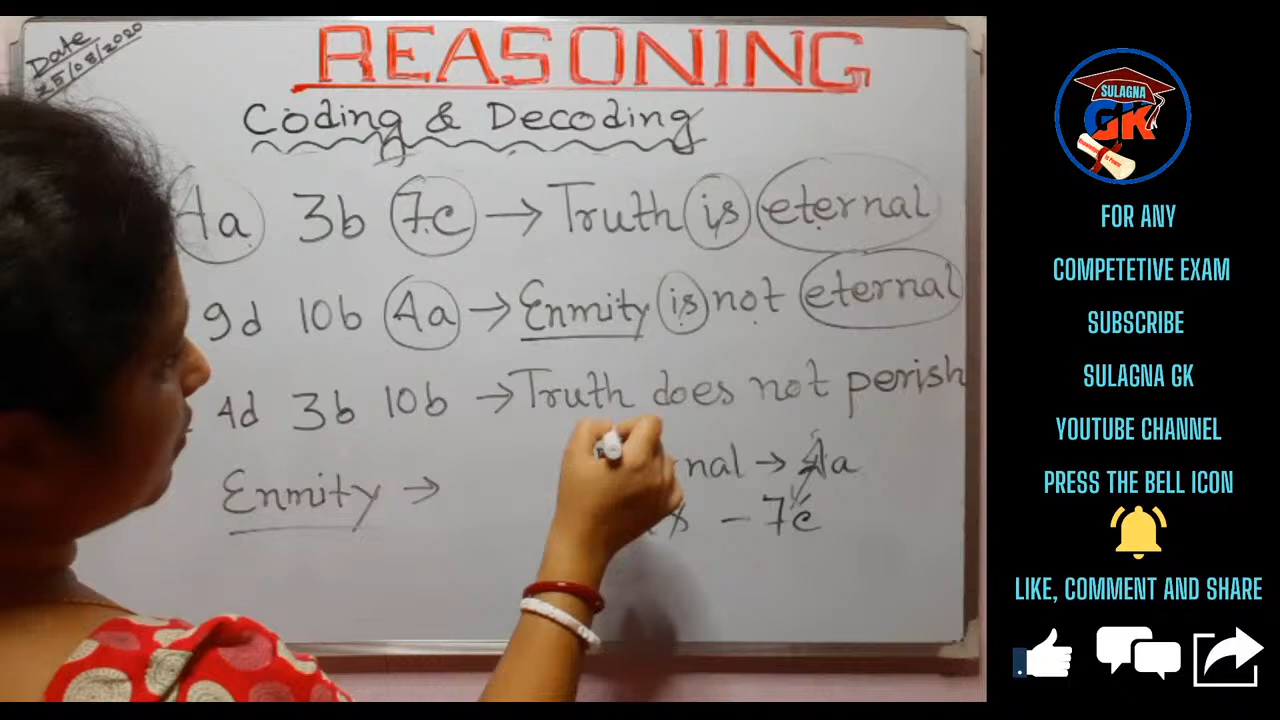 Date
25/08/2020
REASONING
Coding & Decoding
4a 3b 7c → Truth is eternal
9d 10b 4a → Enmity is not eternal
4d 3b 10b → Truth does not perish
nal → 4a
Enmity →
- 7c
SULAGNA
GK
FOR ANY
COMPETETIVE EXAM
SUBSCRIBE
SULAGNA GK
YOUTUBE CHANNEL
PRESS THE BELL ICON
LIKE, COMMENT AND SHARE